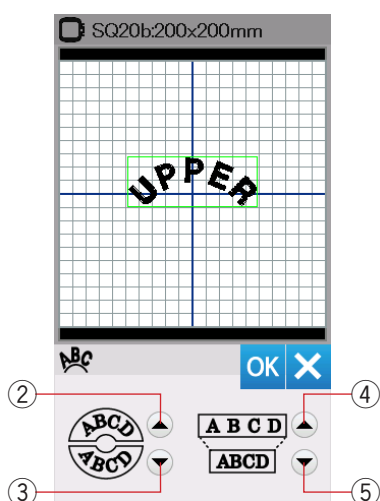 SQ20b:200x200mm
UPPER
ABC
OK
② ④
ABCD A B C D
ABCD ABCD
③ ⑤